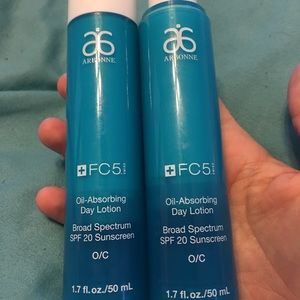 ARBONNE
+FC5
Oil-Absorbing
Day Lotion
Broad Spectrum
SPF 20 Sunscreen
O/C
1.7 fl.oz./50 mL
ARBONNE
+FC5
Oil-Absorbing
Day Lotion
Broad Spectrum
SPF 20 Sunscreen
O/C
1.7 fl. oz./50 mL